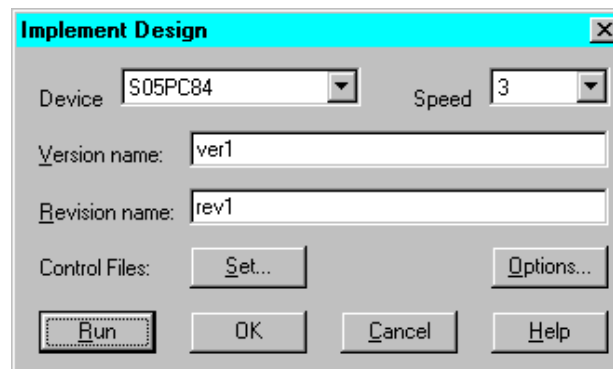 Implement Design
Device S05PC84 Speed 3
Version name: ver1
Revision name: rev1
Control Files: Set... Options...
Run OK Cancel Help